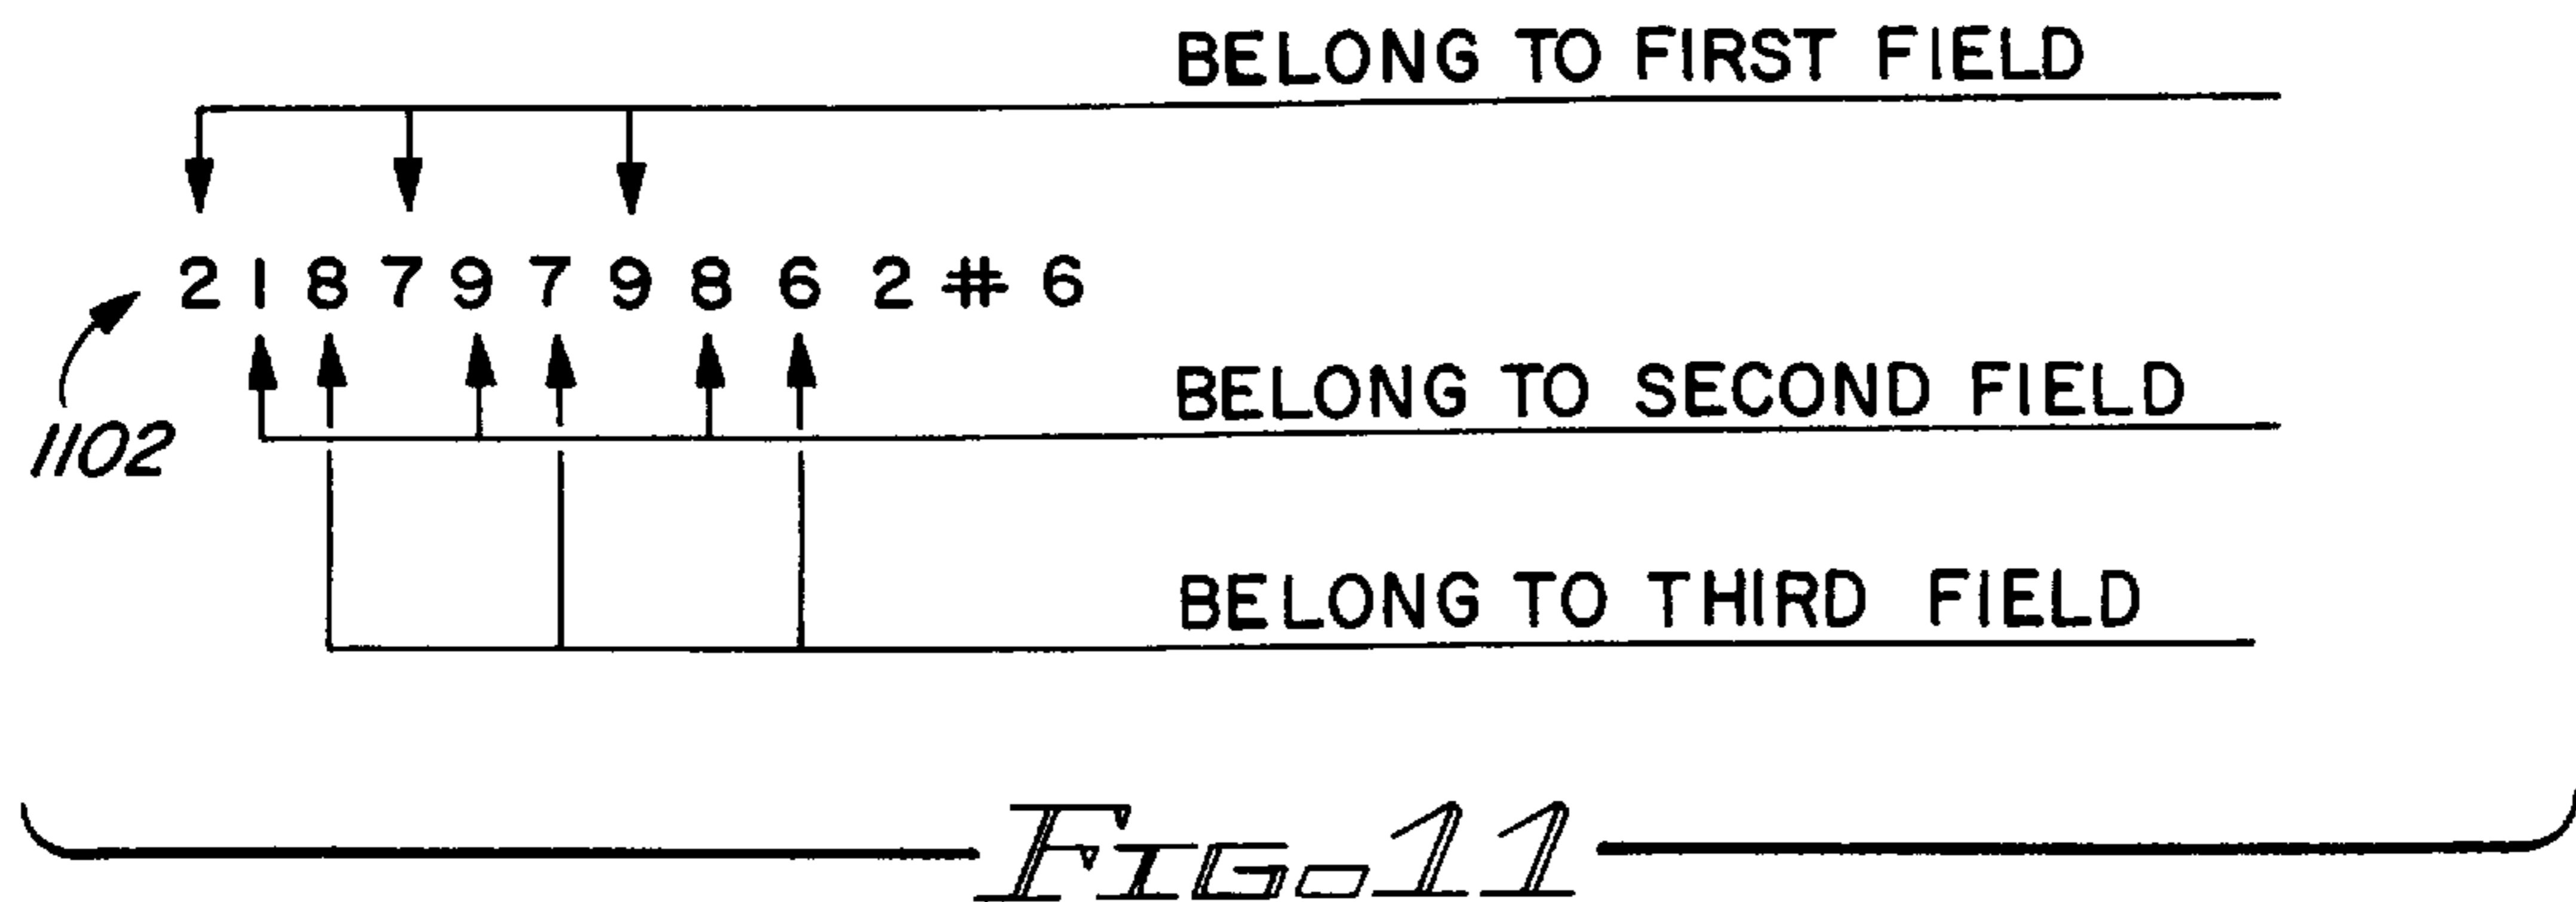 BELONG TO FIRST FIELD
2 1 8 7 9 7 9 8 6 2 # 6
BELONG TO SECOND FIELD
1102
BELONG TO THIRD FIELD
FIG. 11